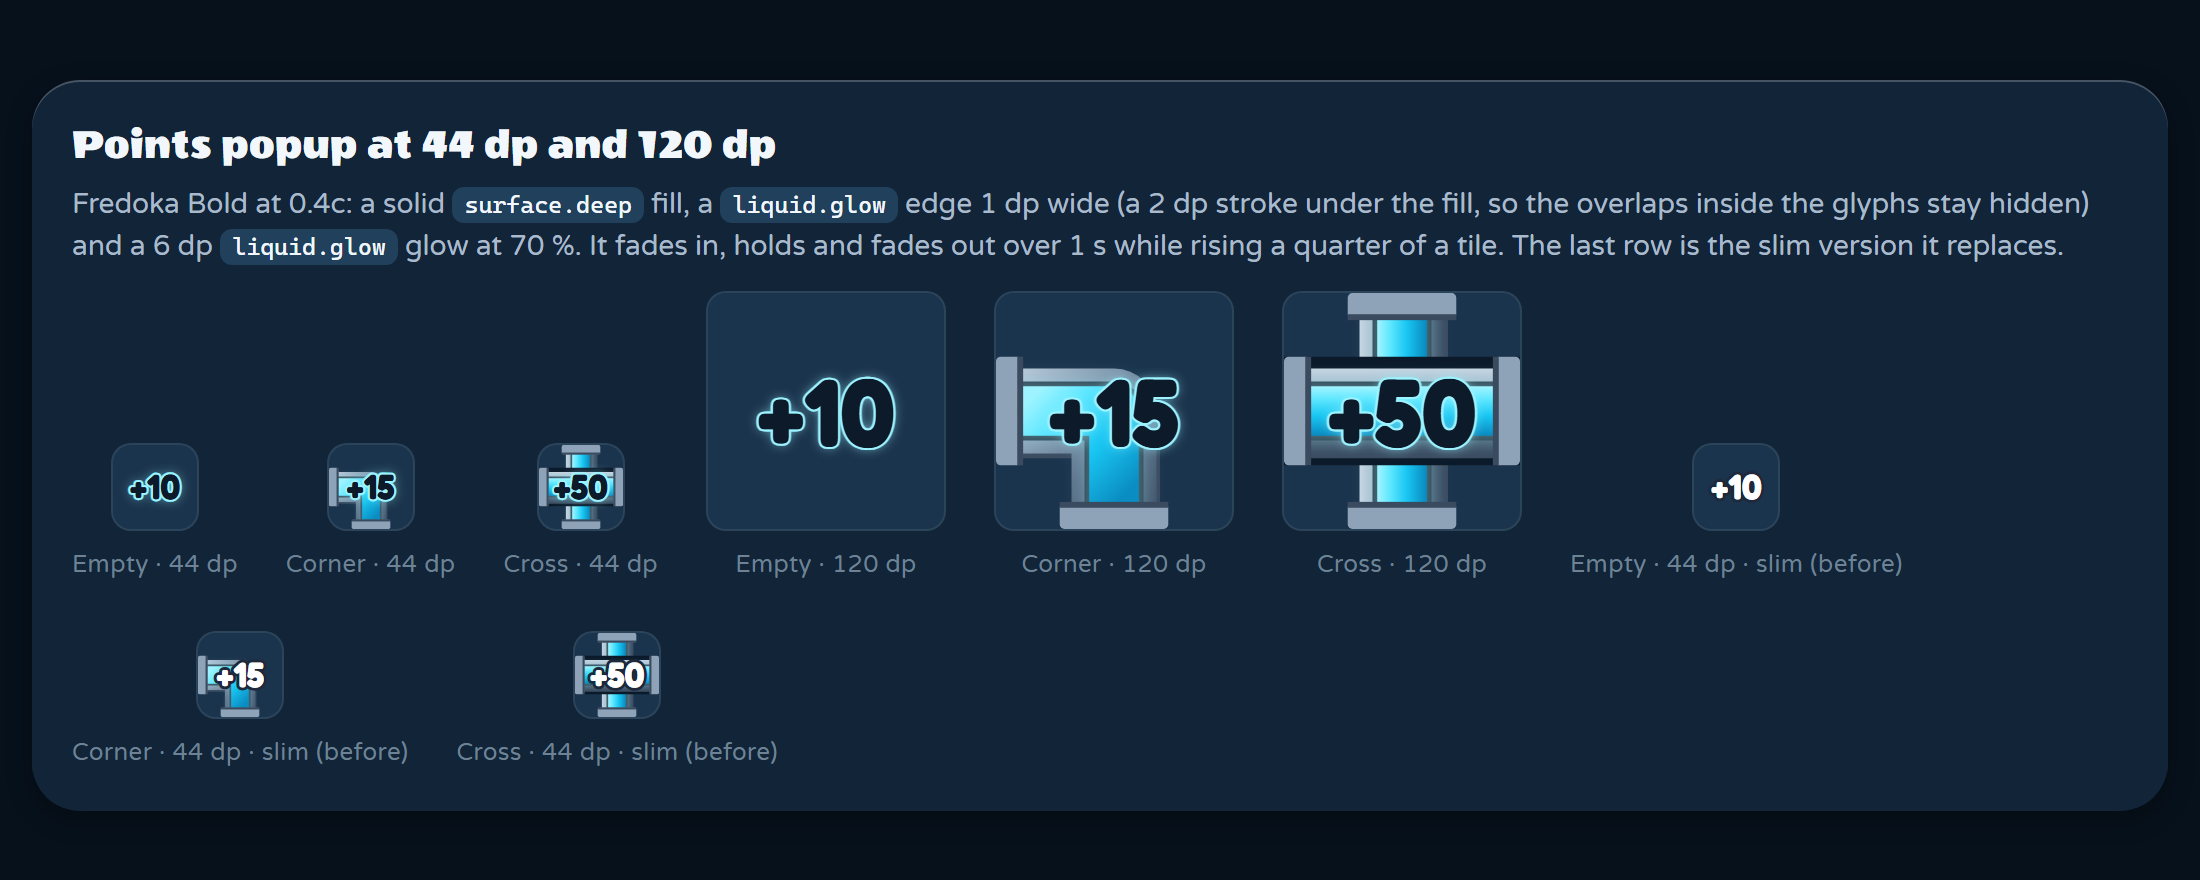 Points popup at 44 dp and 120 dp
Fredoka Bold at 0.4c: a solid surface.deep fill, a liquid.glow edge 1 dp wide (a 2 dp stroke under the fill, so the overlaps inside the glyphs stay hidden)
and a 6 dp liquid.glow glow at 70 %. It fades in, holds and fades out over 1 s while rising a quarter of a tile. The last row is the slim version it replaces.
+10 +15 +50 +10 +15 +50 +10
Empty · 44 dp Corner · 44 dp Cross · 44 dp Empty · 120 dp Corner · 120 dp Cross · 120 dp Empty · 44 dp · slim (before)
+15 +50
Corner · 44 dp · slim (before) Cross · 44 dp · slim (before)